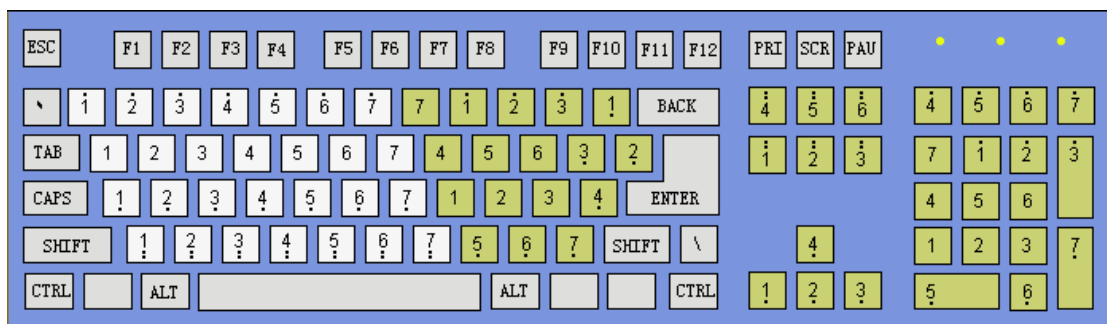 ESC F1 F2 F3 F4 F5 F6 F7 F8 F9 F10 F11 F12 PRI SCR PAU
` 1 2 3 4 5 6 7 7 1 2 3 1 BACK 4 5 6 4 5 6 7
TAB 1 2 3 4 5 6 7 4 5 6 3 2 1 2 3 7 1 2 3
CAPS 1 2 3 4 5 6 7 1 2 3 4 ENTER 4 5 6
SHIFT 1 2 3 4 5 6 7 5 6 7 SHIFT \ 4 1 2 3 7
CTRL ALT ALT CTRL 1 2 3 5 6